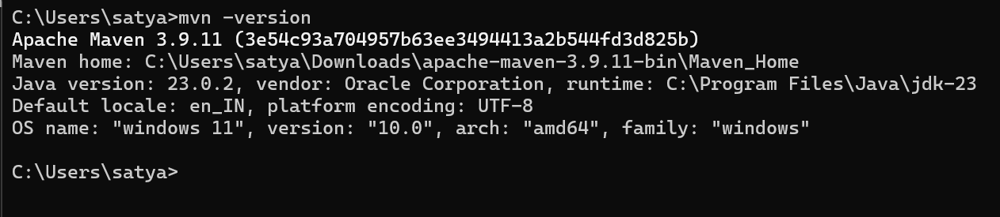 C:\Users\satya>mvn -version
Apache Maven 3.9.11 (3e54c93a704957b63ee3494413a2b544fd3d825b)
Maven home: C:\Users\satya\Downloads\apache-maven-3.9.11-bin\Maven_Home
Java version: 23.0.2, vendor: Oracle Corporation, runtime: C:\Program Files\Java\jdk-23
Default locale: en_IN, platform encoding: UTF-8
OS name: "windows 11", version: "10.0", arch: "amd64", family: "windows"
C:\Users\satya>